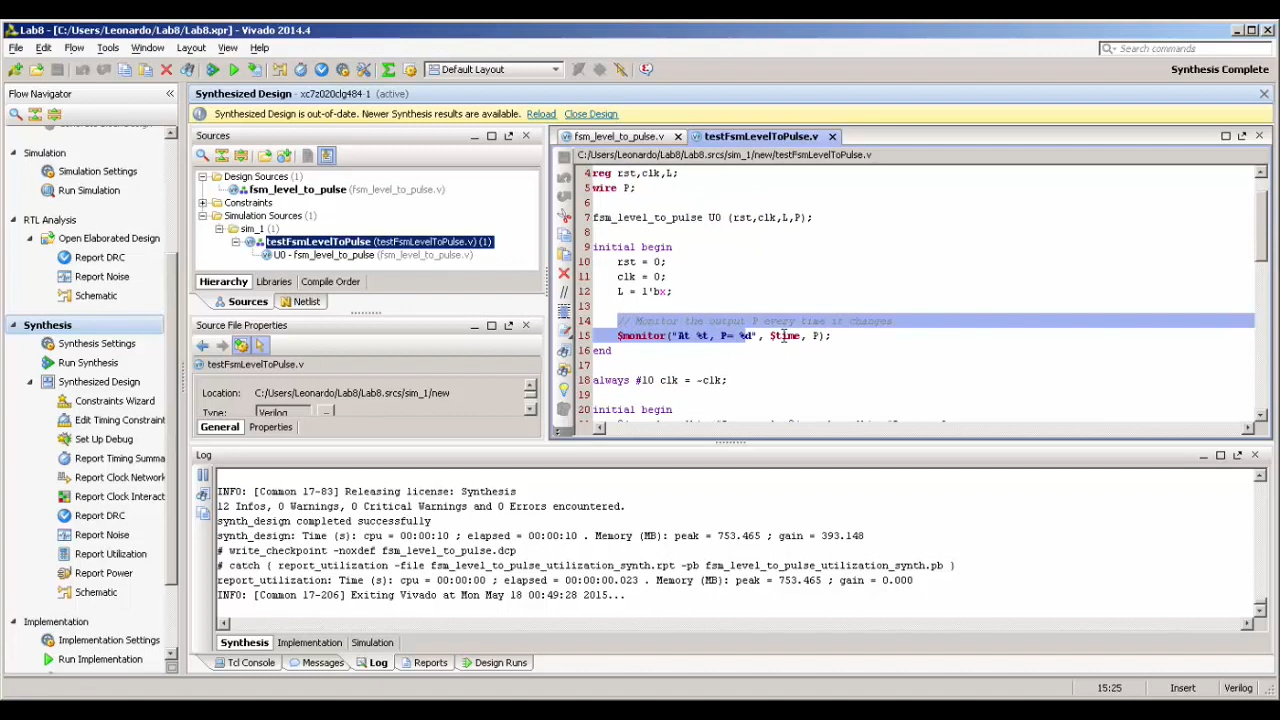 Lab8 - [C:/Users/Leonardo/Lab8/Lab8.xpr] - Vivado 2014.4
File Edit Flow Tools Window Layout View Help
Search commands
Default Layout
Synthesis Complete
Flow Navigator
Simulation
Simulation Settings
Run Simulation
RTL Analysis
Open Elaborated Design
Report DRC
Report Noise
Schematic
Synthesis
Synthesis Settings
Run Synthesis
Synthesized Design
Constraints Wizard
Edit Timing Constraint
Set Up Debug
Report Timing Summa
Report Clock Network
Report Clock Interact
Report DRC
Report Noise
Report Utilization
Report Power
Schematic
Implementation
Implementation Settings
Run Implementation
Synthesized Design - xc7z020clg484-1 (active)
Synthesized Design is out-of-date. Newer Synthesis results are available. Reload Close Design
Sources
Design Sources (1)
fsm_level_to_pulse (fsm_level_to_pulse.v)
Constraints
Simulation Sources (1)
sim_1 (1)
testFsmLevelToPulse (testFsmLevelToPulse.v) (1)
U0 - fsm_level_to_pulse (fsm_level_to_pulse.v)
Hierarchy Libraries Compile Order
Sources Netlist
Source File Properties
testFsmLevelToPulse.v
Location: C:/Users/Leonardo/Lab8/Lab8.srcs/sim_1/new
Type: Verilog ...
General Properties
fsm_level_to_pulse.v testFsmLevelToPulse.v
C:/Users/Leonardo/Lab8/Lab8.srcs/sim_1/new/testFsmLevelToPulse.v
4 reg rst,clk,L;
5 wire P;
6
7 fsm_level_to_pulse U0 (rst,clk,L,P);
8
9 initial begin
10 rst = 0;
11 clk = 0;
12 L = 1'bx;
13
14 // Monitor the output P every time it changes
15 $monitor("At %t, P= %d", $time, P);
16 end
17
18 always #10 clk = ~clk;
19
20 initial begin
Log
INFO: [Common 17-83] Releasing license: Synthesis
12 Infos, 0 Warnings, 0 Critical Warnings and 0 Errors encountered.
synth_design completed successfully
synth_design: Time (s): cpu = 00:00:10 ; elapsed = 00:00:10 . Memory (MB): peak = 753.465 ; gain = 393.148
# write_checkpoint -noxdef fsm_level_to_pulse.dcp
# catch { report_utilization -file fsm_level_to_pulse_utilization_synth.rpt -pb fsm_level_to_pulse_utilization_synth.pb }
report_utilization: Time (s): cpu = 00:00:00 ; elapsed = 00:00:00.023 . Memory (MB): peak = 753.465 ; gain = 0.000
INFO: [Common 17-206] Exiting Vivado at Mon May 18 00:49:28 2015...
Synthesis Implementation Simulation
Tcl Console Messages Log Reports Design Runs
15:25 Insert Verilog